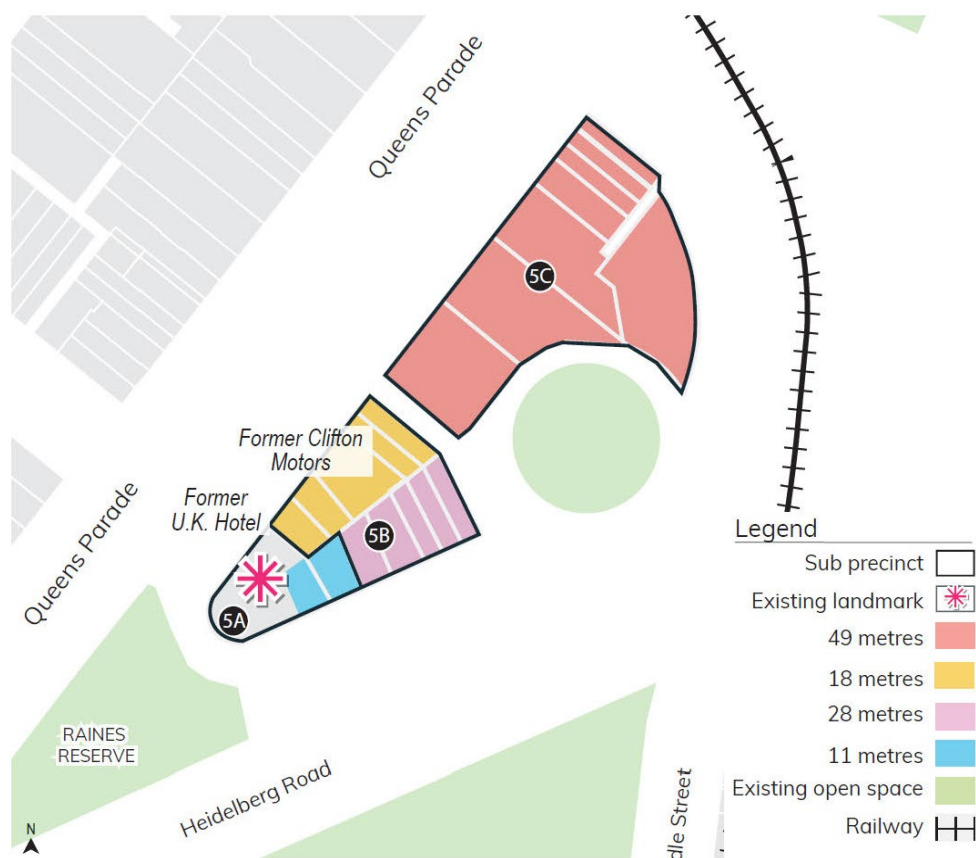 Queens Parade
5C
Former Clifton
Motors
Former
U.K. Hotel
5B
Queens Parade
5A
RAINES
RESERVE
Heidelberg Road
dle Street
N
Legend
Sub precinct
Existing landmark
49 metres
18 metres
28 metres
11 metres
Existing open space
Railway